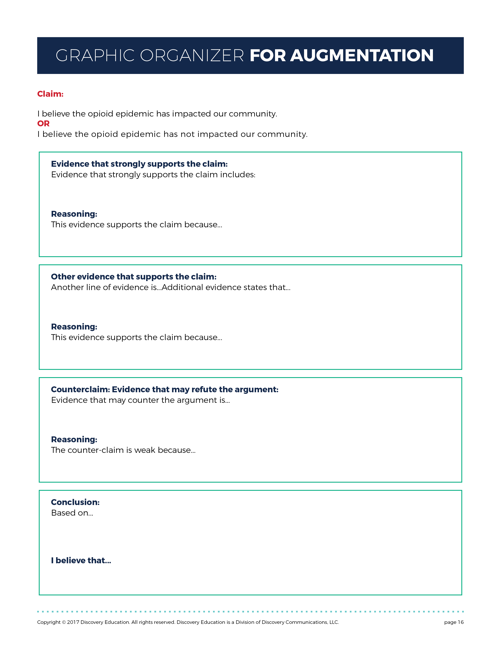 GRAPHIC ORGANIZER FOR AUGMENTATION
Claim:
I believe the opioid epidemic has impacted our community.
OR
I believe the opioid epidemic has not impacted our community.
Evidence that strongly supports the claim:
Evidence that strongly supports the claim includes:
Reasoning:
This evidence supports the claim because...
Other evidence that supports the claim:
Another line of evidence is...Additional evidence states that...
Reasoning:
This evidence supports the claim because...
Counterclaim: Evidence that may refute the argument:
Evidence that may counter the argument is...
Reasoning:
The counter-claim is weak because...
Conclusion:
Based on...
I believe that...
Copyright © 2017 Discovery Education. All rights reserved. Discovery Education is a Division of Discovery Communications, LLC.
page 16